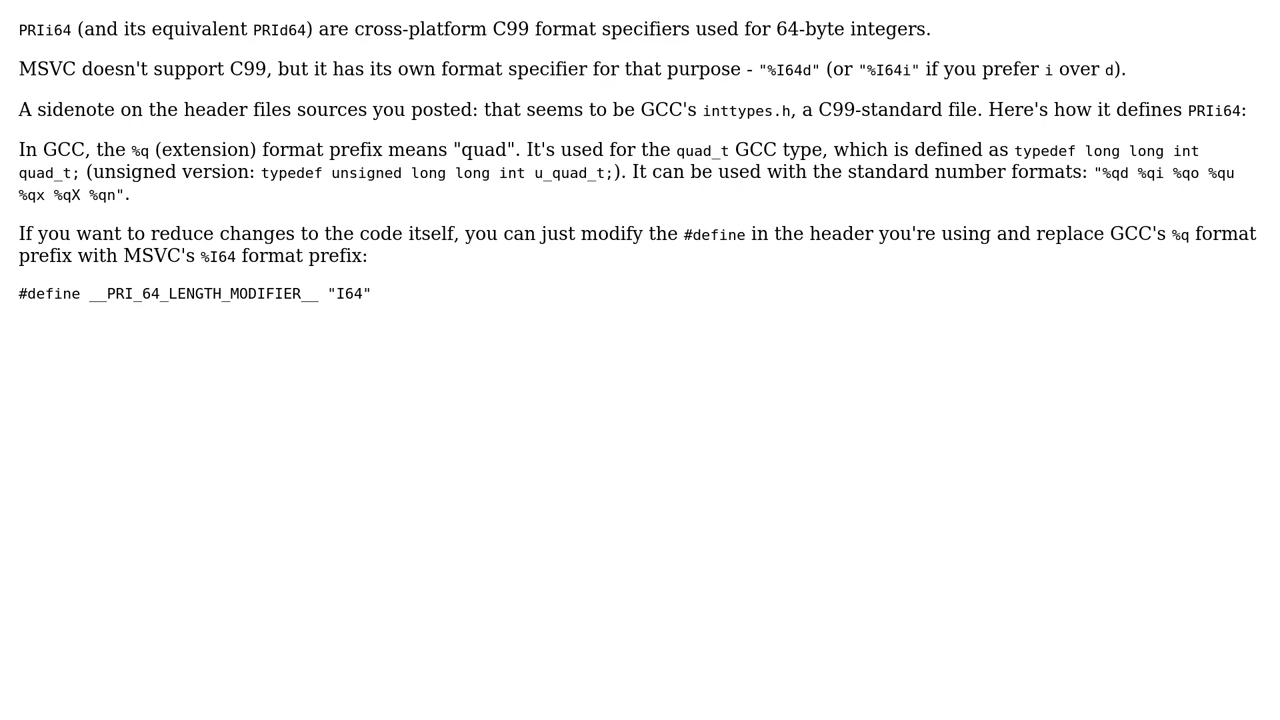 PRIi64 (and its equivalent PRId64) are cross-platform C99 format specifiers used for 64-byte integers.
MSVC doesn't support C99, but it has its own format specifier for that purpose - "%I64d" (or "%I64i" if you prefer i over d).
A sidenote on the header files sources you posted: that seems to be GCC's inttypes.h, a C99-standard file. Here's how it defines PRIi64:
In GCC, the %q (extension) format prefix means "quad". It's used for the quad_t GCC type, which is defined as typedef long long int
quad_t; (unsigned version: typedef unsigned long long int u_quad_t;). It can be used with the standard number formats: "%qd %qi %qo %qu
%qx %qX %qn".
If you want to reduce changes to the code itself, you can just modify the #define in the header you're using and replace GCC's %q format
prefix with MSVC's %I64 format prefix:
#define __PRI_64_LENGTH_MODIFIER__ "I64"